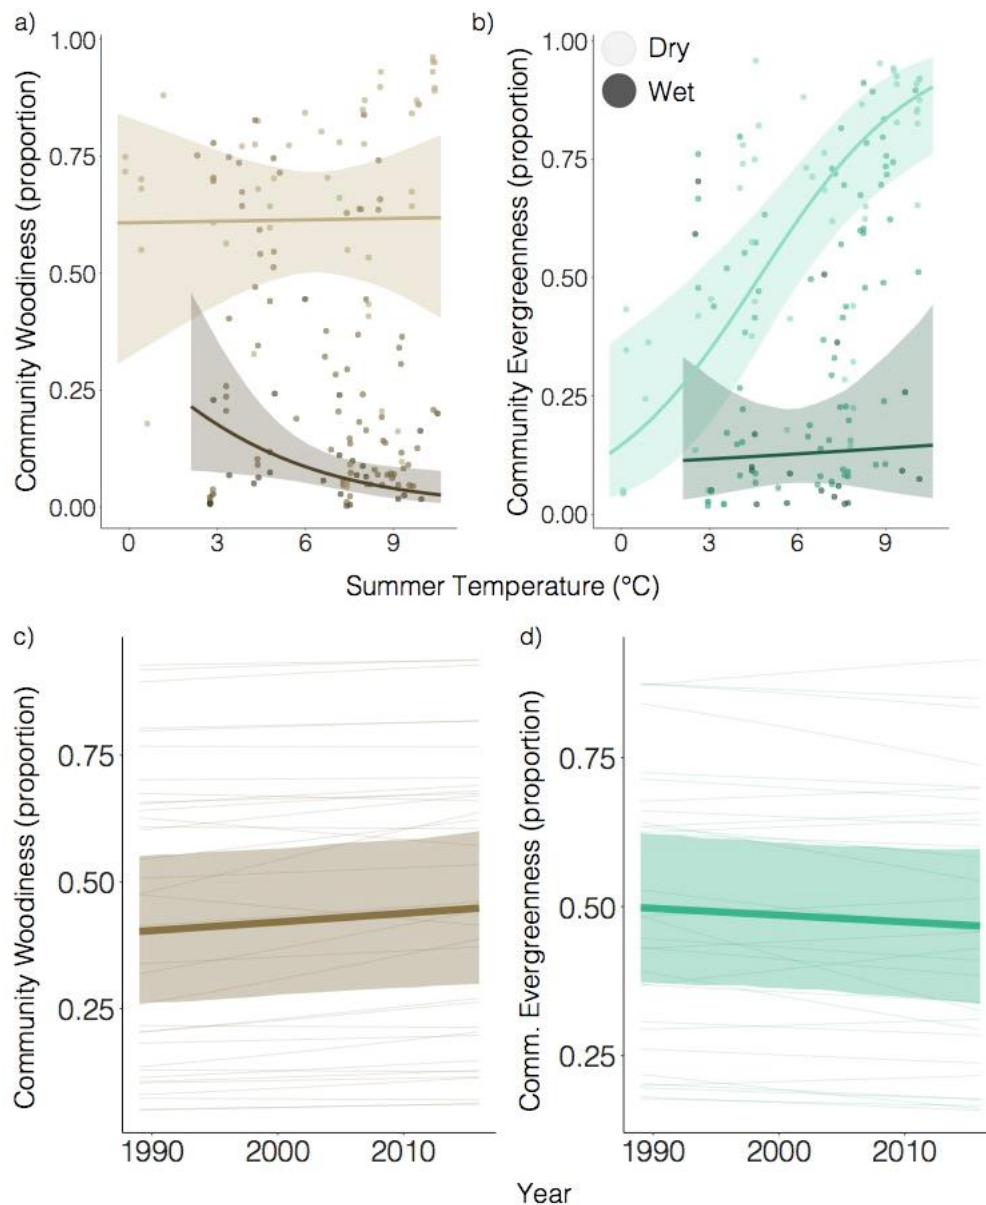 a)
Community Woodiness (proportion)
1.00
0.75
0.50
0.25
0.00
0 3 6 9
b)
Community Evergreenness (proportion)
1.00
0.75
0.50
0.25
0.00
Dry
Wet
0 3 6 9
Summer Temperature (°C)
c)
Community Woodiness (proportion)
0.75
0.50
0.25
1990 2000 2010
d)
Comm. Evergreenness (proportion)
0.75
0.50
0.25
1990 2000 2010
Year